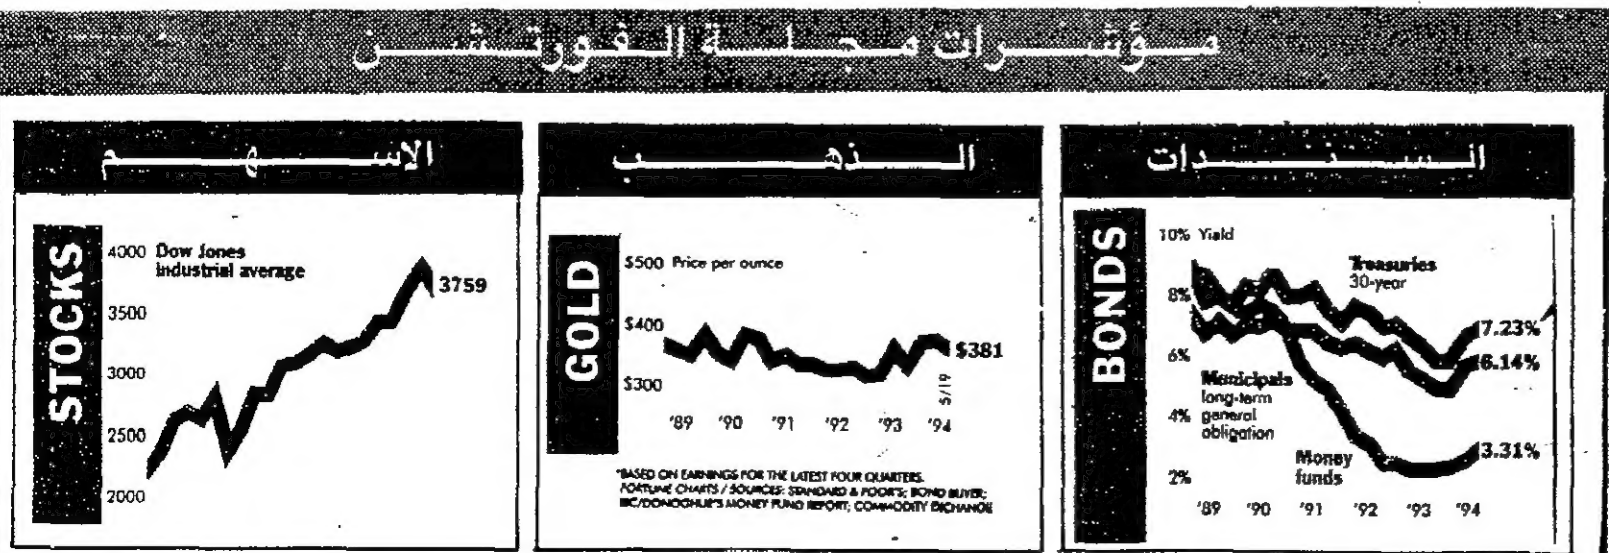 مؤشرات مجلة الفورتشن
الاسهم
STOCKS
4000 Dow Jones
industrial average
3500
3000
2500
2000
3759
الذهب
GOLD
$500 Price per ounce
$400
$300
$381
5/19
'89 '90 '91 '92 '93 '94
*BASED ON EARNINGS FOR THE LATEST FOUR QUARTERS.
FORTUNE CHARTS / SOURCES: STANDARD & POOR'S; BOND BUYER;
IBC/DONOGHUE'S MONEY FUND REPORT; COMMODITY EXCHANGE
السندات
BONDS
10% Yield
Treasuries
30-year
8%
7.23%
6%
6.14%
Municipals
long-term
4% general
obligation
Money
funds
3.31%
2%
'89 '90 '91 '92 '93 '94